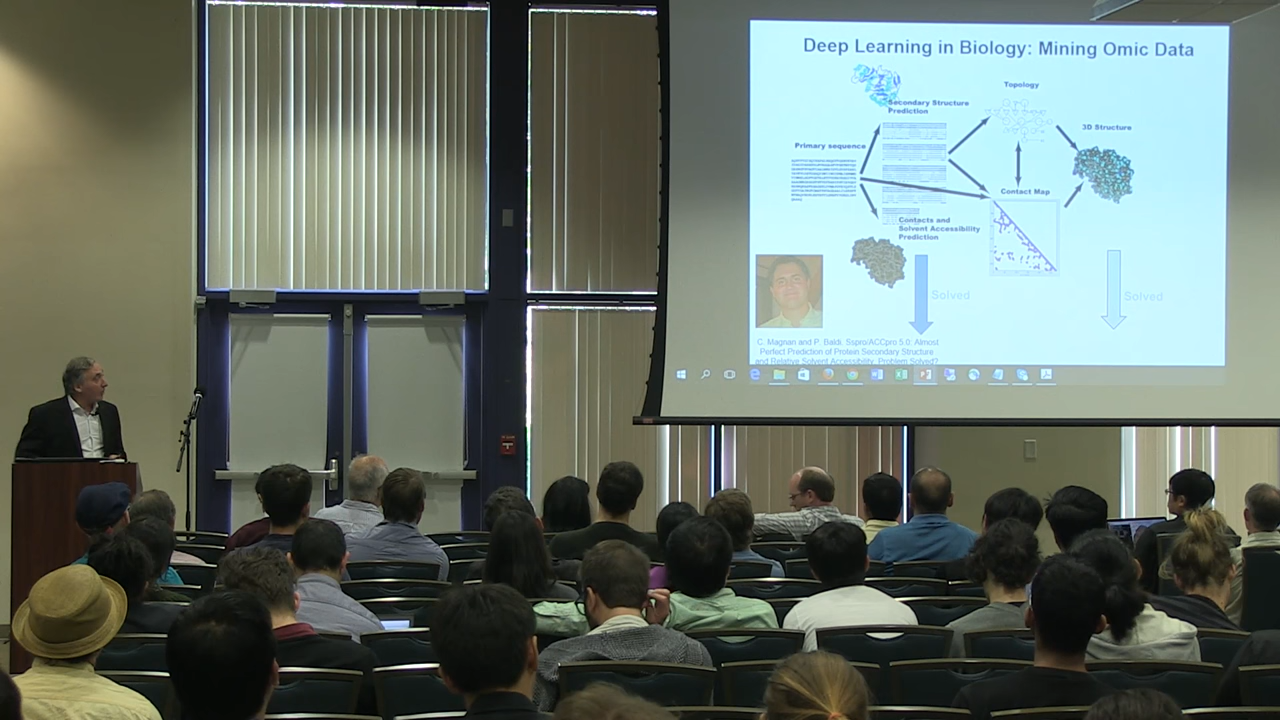 Deep Learning in Biology: Mining Omic Data
Topology
Secondary Structure
Prediction
3D Structure
Primary sequence
Contact Map
Contacts and
Solvent Accessibility
Prediction
Solved
Solved
C. Magnan and P. Baldi. Sspro/ACCpro 5.0: Almost
Perfect Prediction of Protein Secondary Structure
and Relative Solvent Accessibility. Problem Solved?